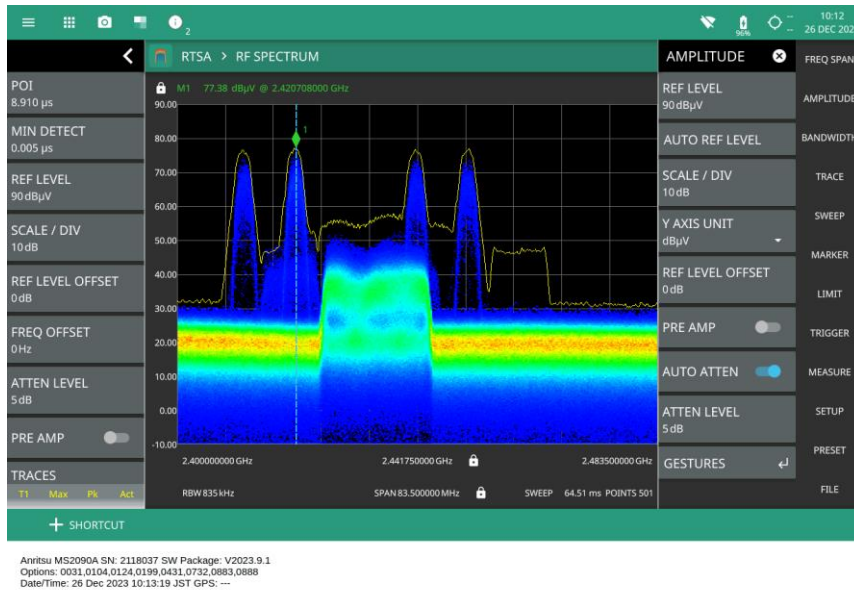 2
96%
--
--
10:12
26 DEC 202
RTSA > RF SPECTRUM
POI
8.910 µs
MIN DETECT
0.005 µs
REF LEVEL
90 dBµV
SCALE / DIV
10 dB
REF LEVEL OFFSET
0 dB
FREQ OFFSET
0 Hz
ATTEN LEVEL
5 dB
PRE AMP
TRACES
T1 Max Pk Act
M1 77.38 dBµV @ 2.420708000 GHz
1
90.00
80.00
70.00
60.00
50.00
40.00
30.00
20.00
10.00
0.00
-10.00
2.400000000 GHz 2.441750000 GHz 2.483500000 GHz
RBW 835 kHz SPAN 83.500000 MHz SWEEP 64.51 ms POINTS 501
AMPLITUDE
REF LEVEL
90 dBµV
AUTO REF LEVEL
SCALE / DIV
10 dB
Y AXIS UNIT
dBµV
REF LEVEL OFFSET
0 dB
PRE AMP
AUTO ATTEN
ATTEN LEVEL
5 dB
GESTURES
FREQ SPAN
AMPLITUDE
BANDWIDTH
TRACE
SWEEP
MARKER
LIMIT
TRIGGER
MEASURE
SETUP
PRESET
FILE
+ SHORTCUT
Anritsu MS2090A SN: 2118037 SW Package: V2023.9.1
Options: 0031,0104,0124,0199,0431,0732,0883,0888
Date/Time: 26 Dec 2023 10:13:19 JST GPS: ---